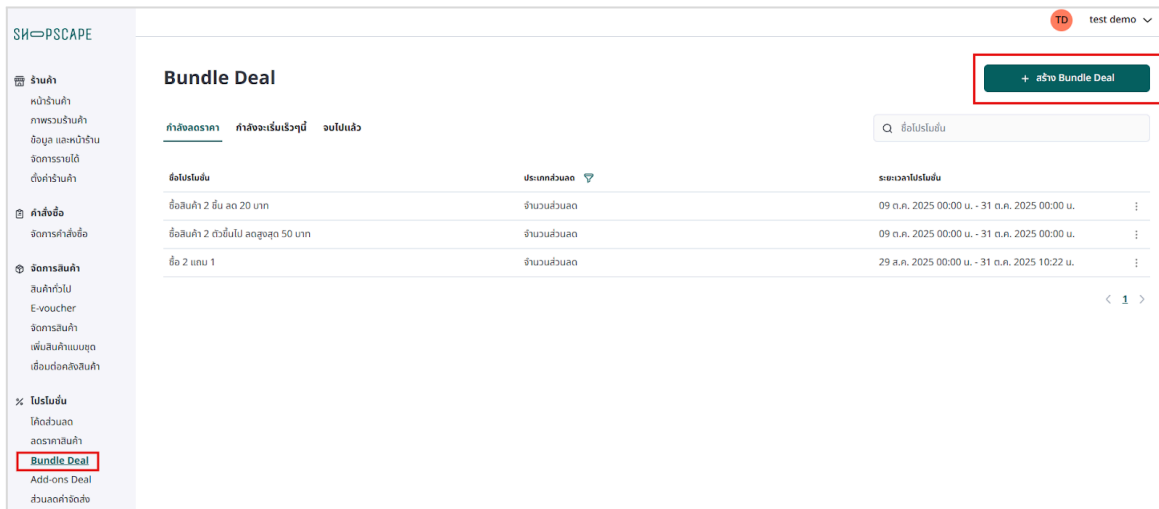 SHOPSCAPE
TD test demo
ร้านค้า
หน้าร้านค้า
ภาพรวมร้านค้า
ข้อมูล และหน้าร้าน
จัดการรายได้
ตั้งค่าร้านค้า
คำสั่งซื้อ
จัดการคำสั่งซื้อ
จัดการสินค้า
สินค้าทั่วไป
E-voucher
จัดการสินค้า
เพิ่มสินค้าแบบชุด
เชื่อมต่อคลังสินค้า
โปรโมชั่น
โค้ดส่วนลด
ลดราคาสินค้า
Bundle Deal
Add-ons Deal
ส่วนลดค่าจัดส่ง
Bundle Deal
+ สร้าง Bundle Deal
กำลังลดราคา กำลังจะเริ่มเร็วๆนี้ จบไปแล้ว
ชื่อโปรโมชั่น
ชื่อโปรโมชั่น ประเภทส่วนลด ระยะเวลาโปรโมชั่น
ซื้อสินค้า 2 ชิ้น ลด 20 บาท จำนวนส่วนลด 09 ต.ค. 2025 00:00 น. - 31 ต.ค. 2025 00:00 น.
ซื้อสินค้า 2 ตัวขึ้นไป ลดสูงสุด 50 บาท จำนวนส่วนลด 09 ต.ค. 2025 00:00 น. - 31 ต.ค. 2025 00:00 น.
ซื้อ 2 แถม 1 จำนวนส่วนลด 29 ส.ค. 2025 00:00 น. - 31 ต.ค. 2025 10:22 น.
< 1 >